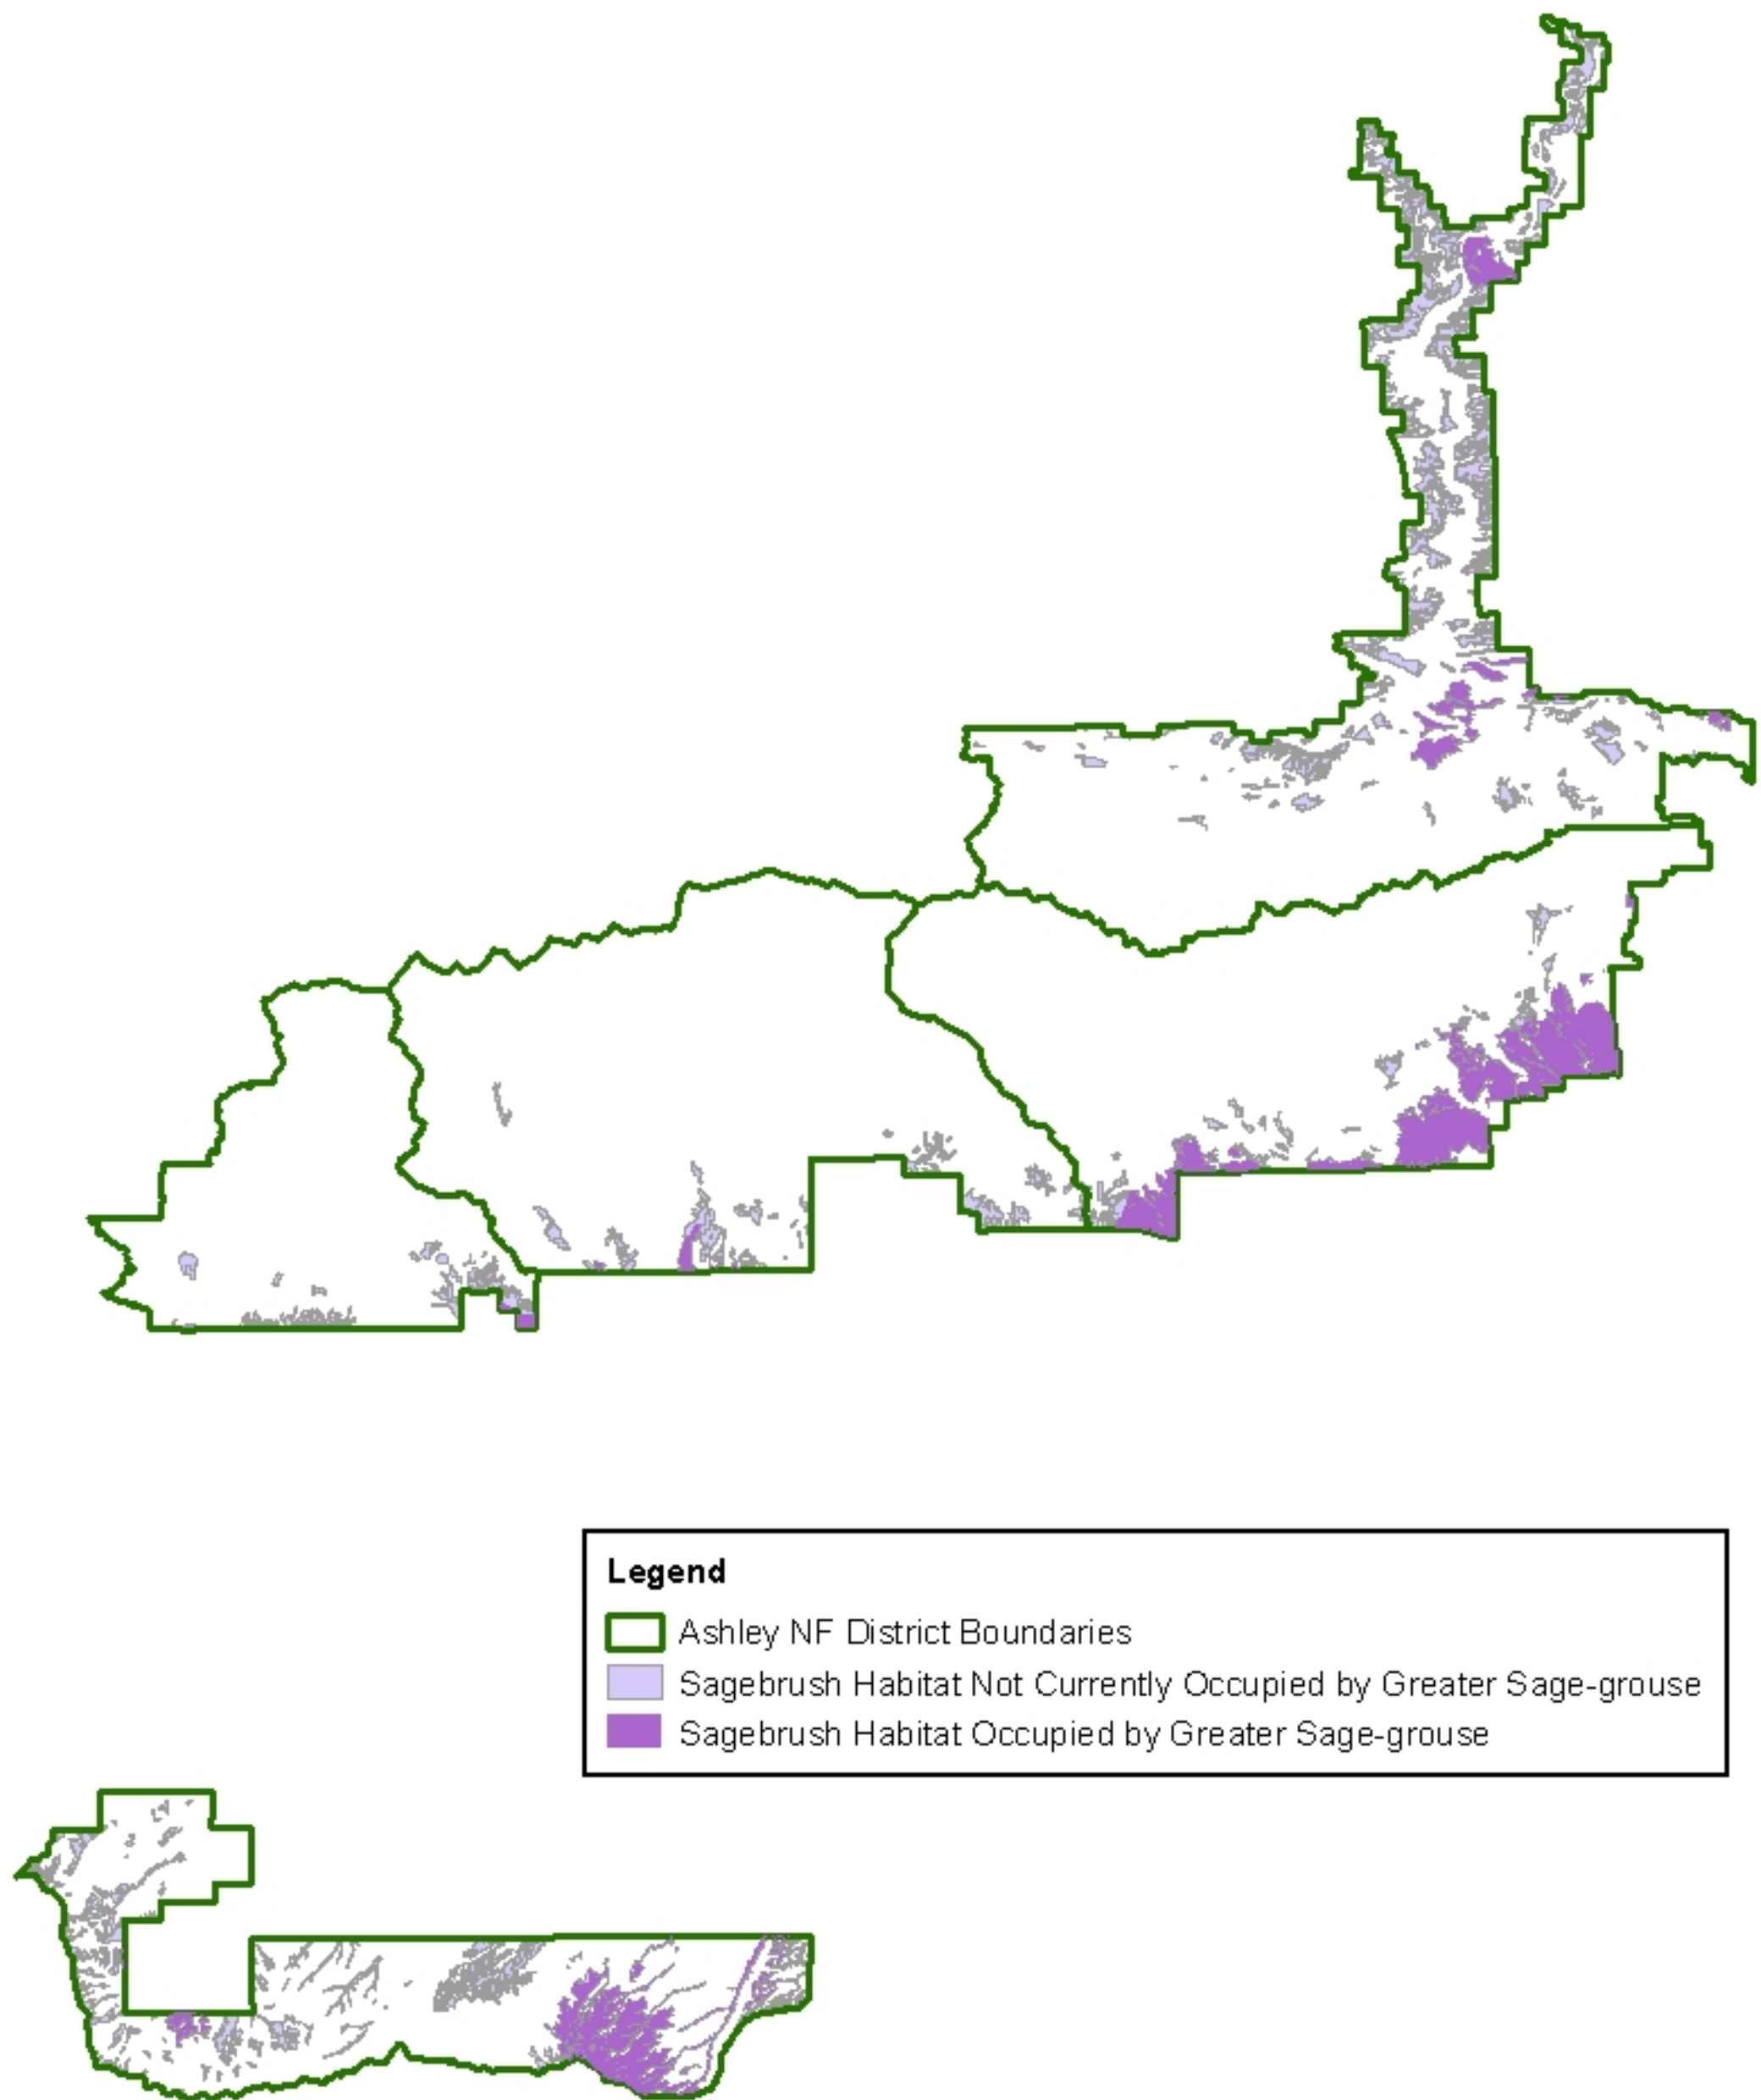 Legend
Ashley NF District Boundaries
Sagebrush Habitat Not Currently Occupied by Greater Sage-grouse
Sagebrush Habitat Occupied by Greater Sage-grouse